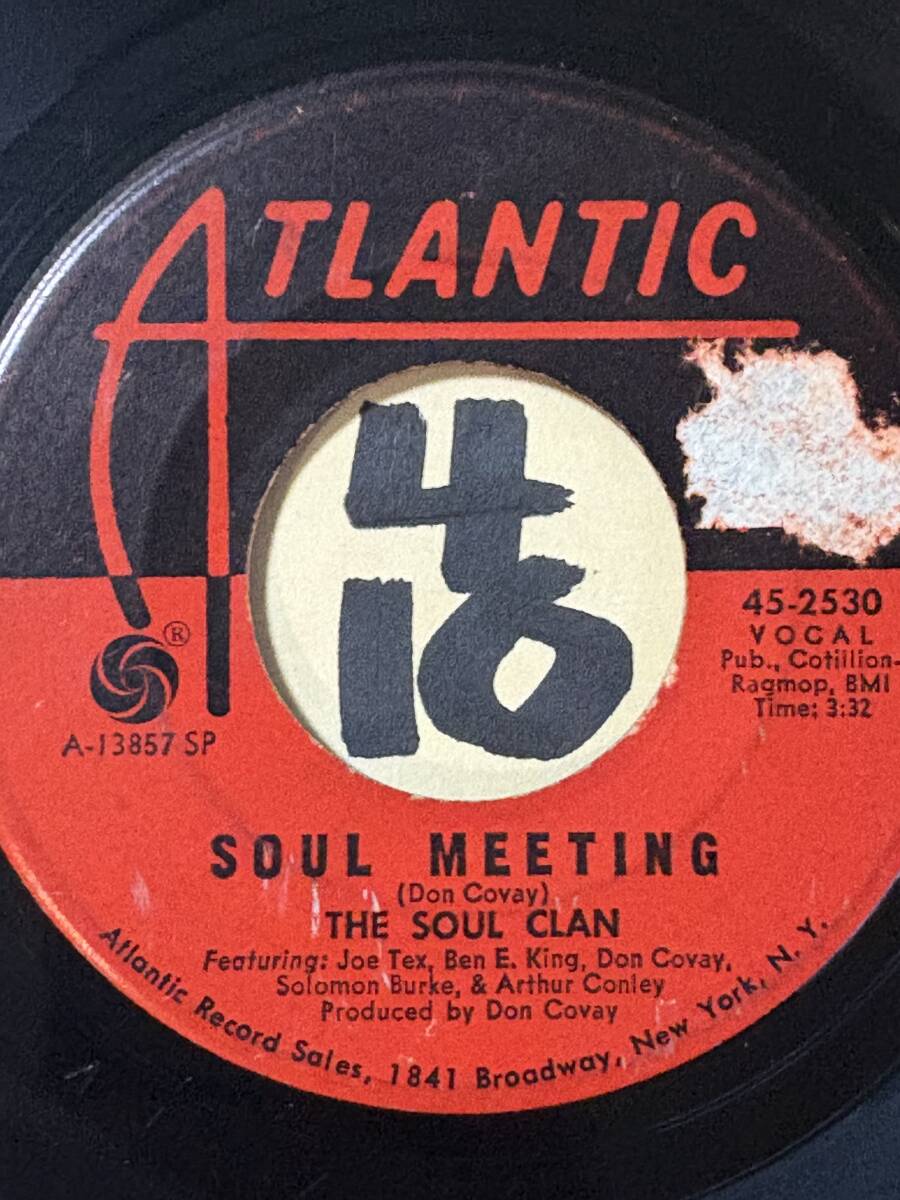 ATLANTIC
4
10
45-2530
VOCAL
Pub., Cotillion-
Ragmop, BMI
Time: 3:32
®
A-13857 SP
SOUL MEETING
(Don Covay)
THE SOUL CLAN
Featuring: Joe Tex, Ben E. King, Don Covay,
Solomon Burke, & Arthur Conley
Produced by Don Covay
Atlantic Record Sales, 1841 Broadway, New York, N. Y.